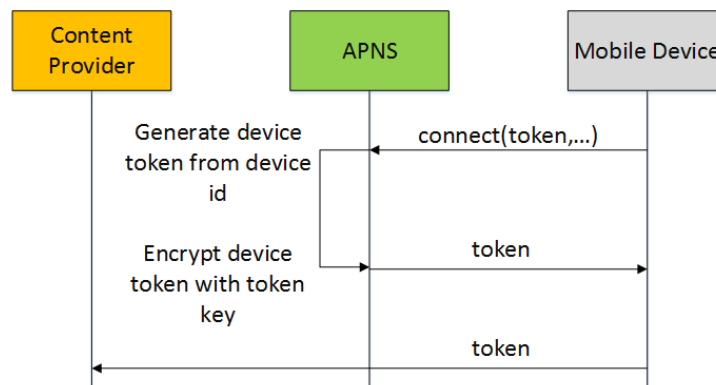 Content
Provider
APNS
Mobile Device
Generate device
token from device
id
connect(token,...)
Encrypt device
token with token
key
token
token